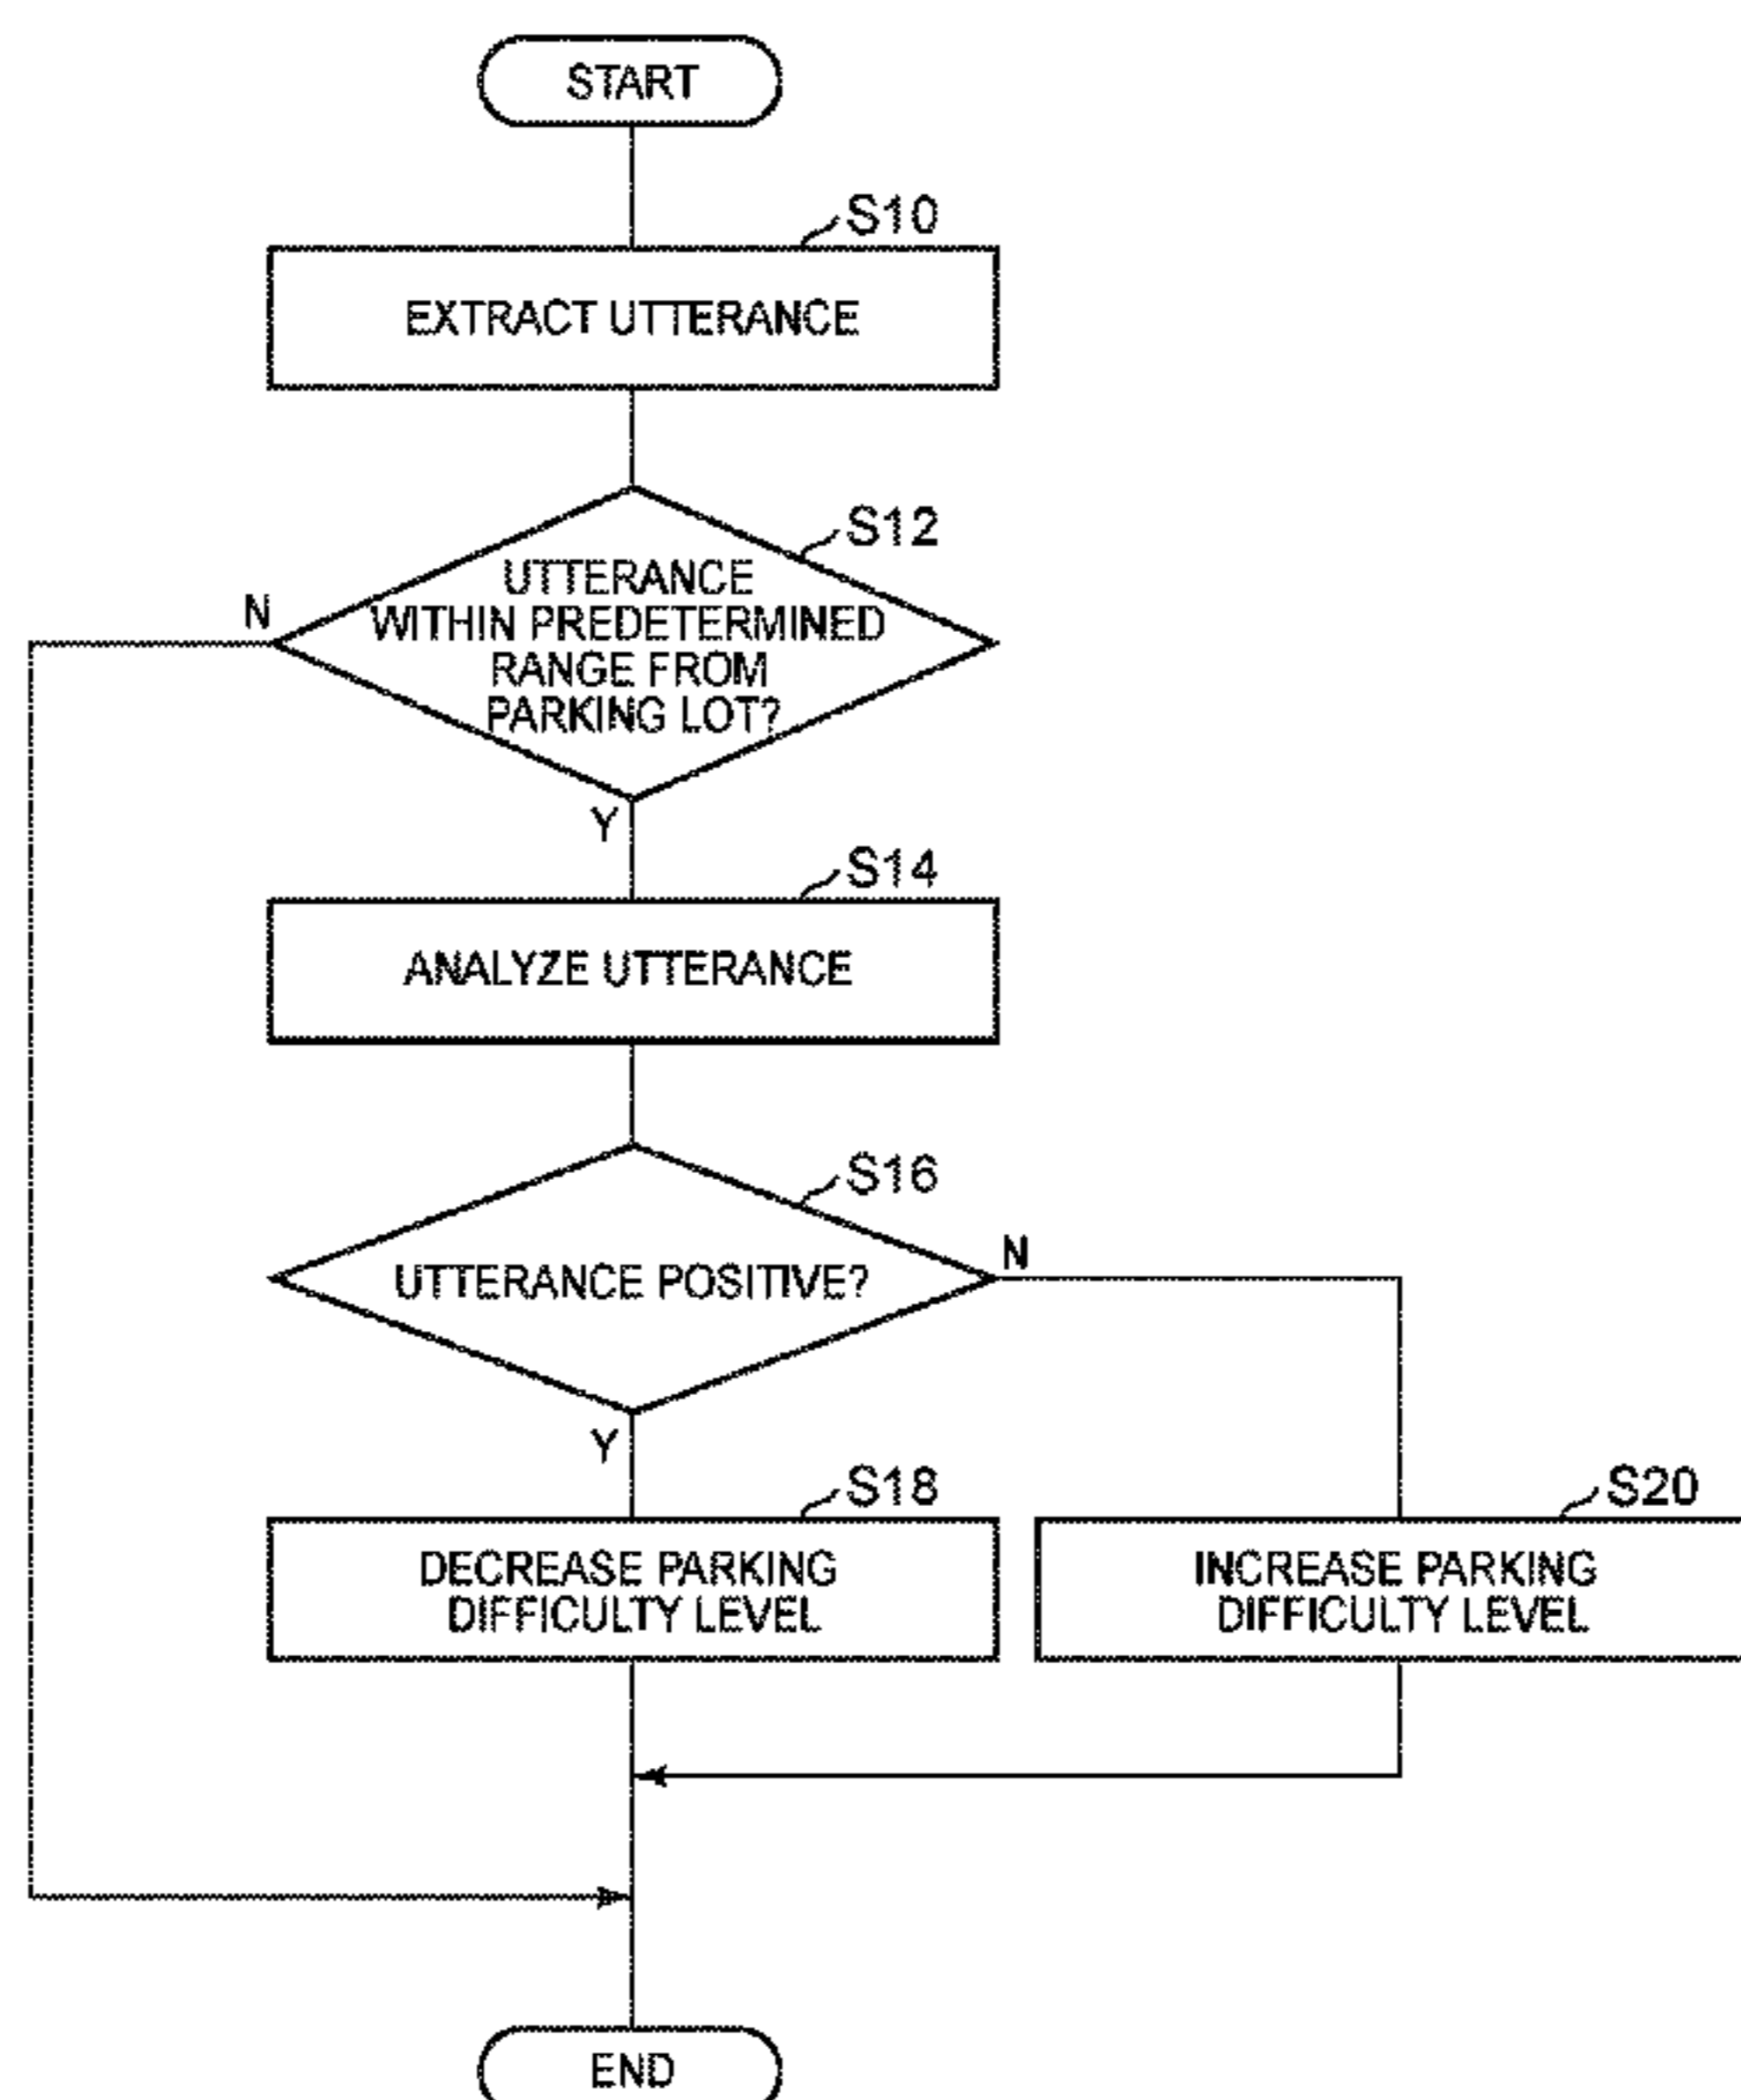 START
S10
EXTRACT UTTERANCE
S12
UTTERANCE
WITHIN PREDETERMINED
RANGE FROM
PARKING LOT?
N
Y
S14
ANALYZE UTTERANCE
S16
UTTERANCE POSITIVE?
N
Y
S18
DECREASE PARKING
DIFFICULTY LEVEL
S20
INCREASE PARKING
DIFFICULTY LEVEL
END